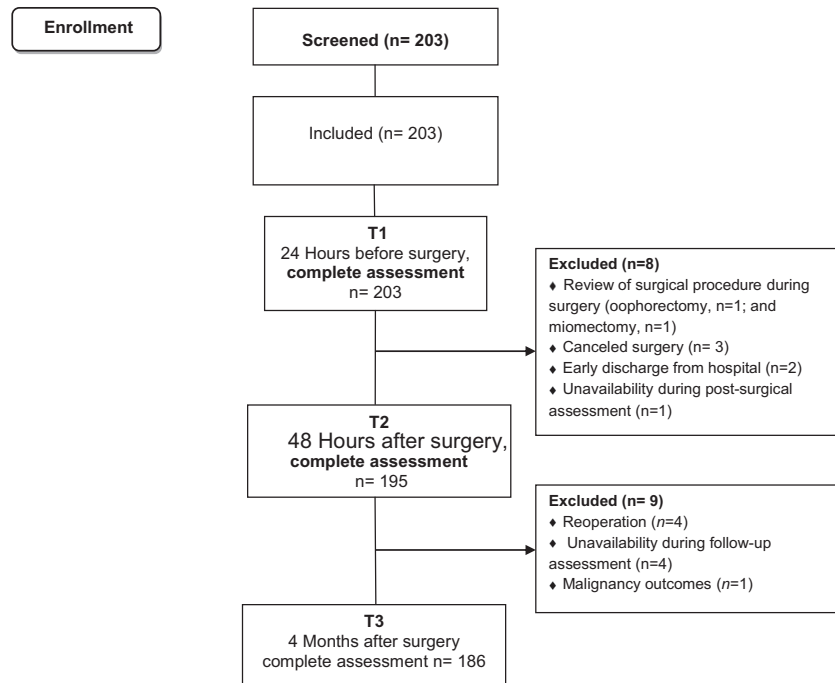 Enrollment
Screened (n= 203)
Included (n= 203)
T1
24 Hours before surgery,
complete assessment
n= 203
Excluded (n=8)
♦ Review of surgical procedure during
surgery (oophorectomy, n=1; and
miomectomy, n=1)
♦ Canceled surgery (n= 3)
♦ Early discharge from hospital (n=2)
♦ Unavailability during post-surgical
assessment (n=1)
T2
48 Hours after surgery,
complete assessment
n= 195
Excluded (n= 9)
♦ Reoperation (n=4)
♦ Unavailability during follow-up
assessment (n=4)
♦ Malignancy outcomes (n=1)
T3
4 Months after surgery
complete assessment n= 186